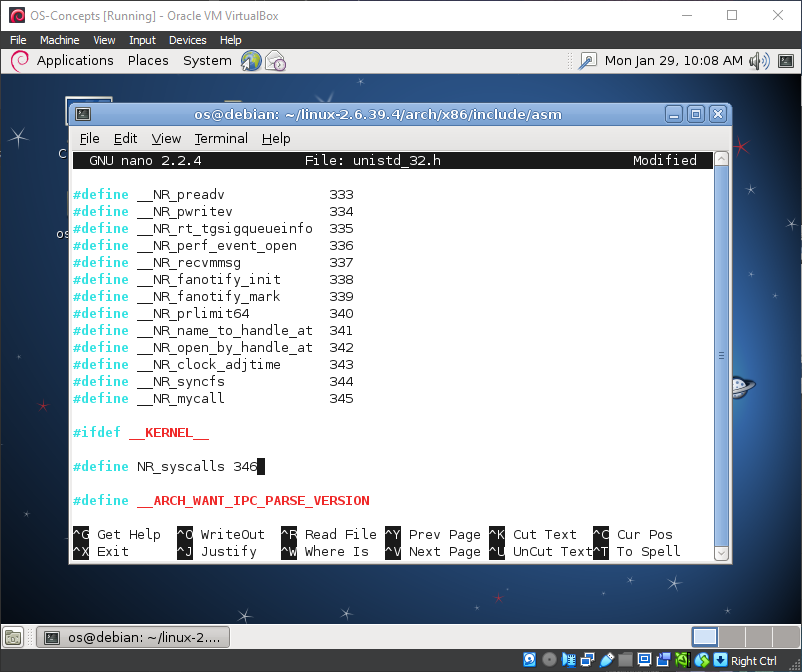 OS-Concepts [Running] - Oracle VM VirtualBox
File Machine View Input Devices Help
Applications Places System Mon Jan 29, 10:08 AM
os@debian: ~/linux-2.6.39.4/arch/x86/include/asm
File Edit View Terminal Help
GNU nano 2.2.4 File: unistd_32.h Modified
#define __NR_preadv 333
#define __NR_pwritev 334
#define __NR_rt_tgsigqueueinfo 335
#define __NR_perf_event_open 336
#define __NR_recvmmsg 337
#define __NR_fanotify_init 338
#define __NR_fanotify_mark 339
#define __NR_prlimit64 340
#define __NR_name_to_handle_at 341
#define __NR_open_by_handle_at 342
#define __NR_clock_adjtime 343
#define __NR_syncfs 344
#define __NR_mycall 345
#ifdef __KERNEL__
#define NR_syscalls 346
#define __ARCH_WANT_IPC_PARSE_VERSION
^G Get Help ^O WriteOut ^R Read File ^Y Prev Page ^K Cut Text ^C Cur Pos
^X Exit ^J Justify ^W Where Is ^V Next Page ^U UnCut Text ^T To Spell
os@debian: ~/linux-2....
Right Ctrl